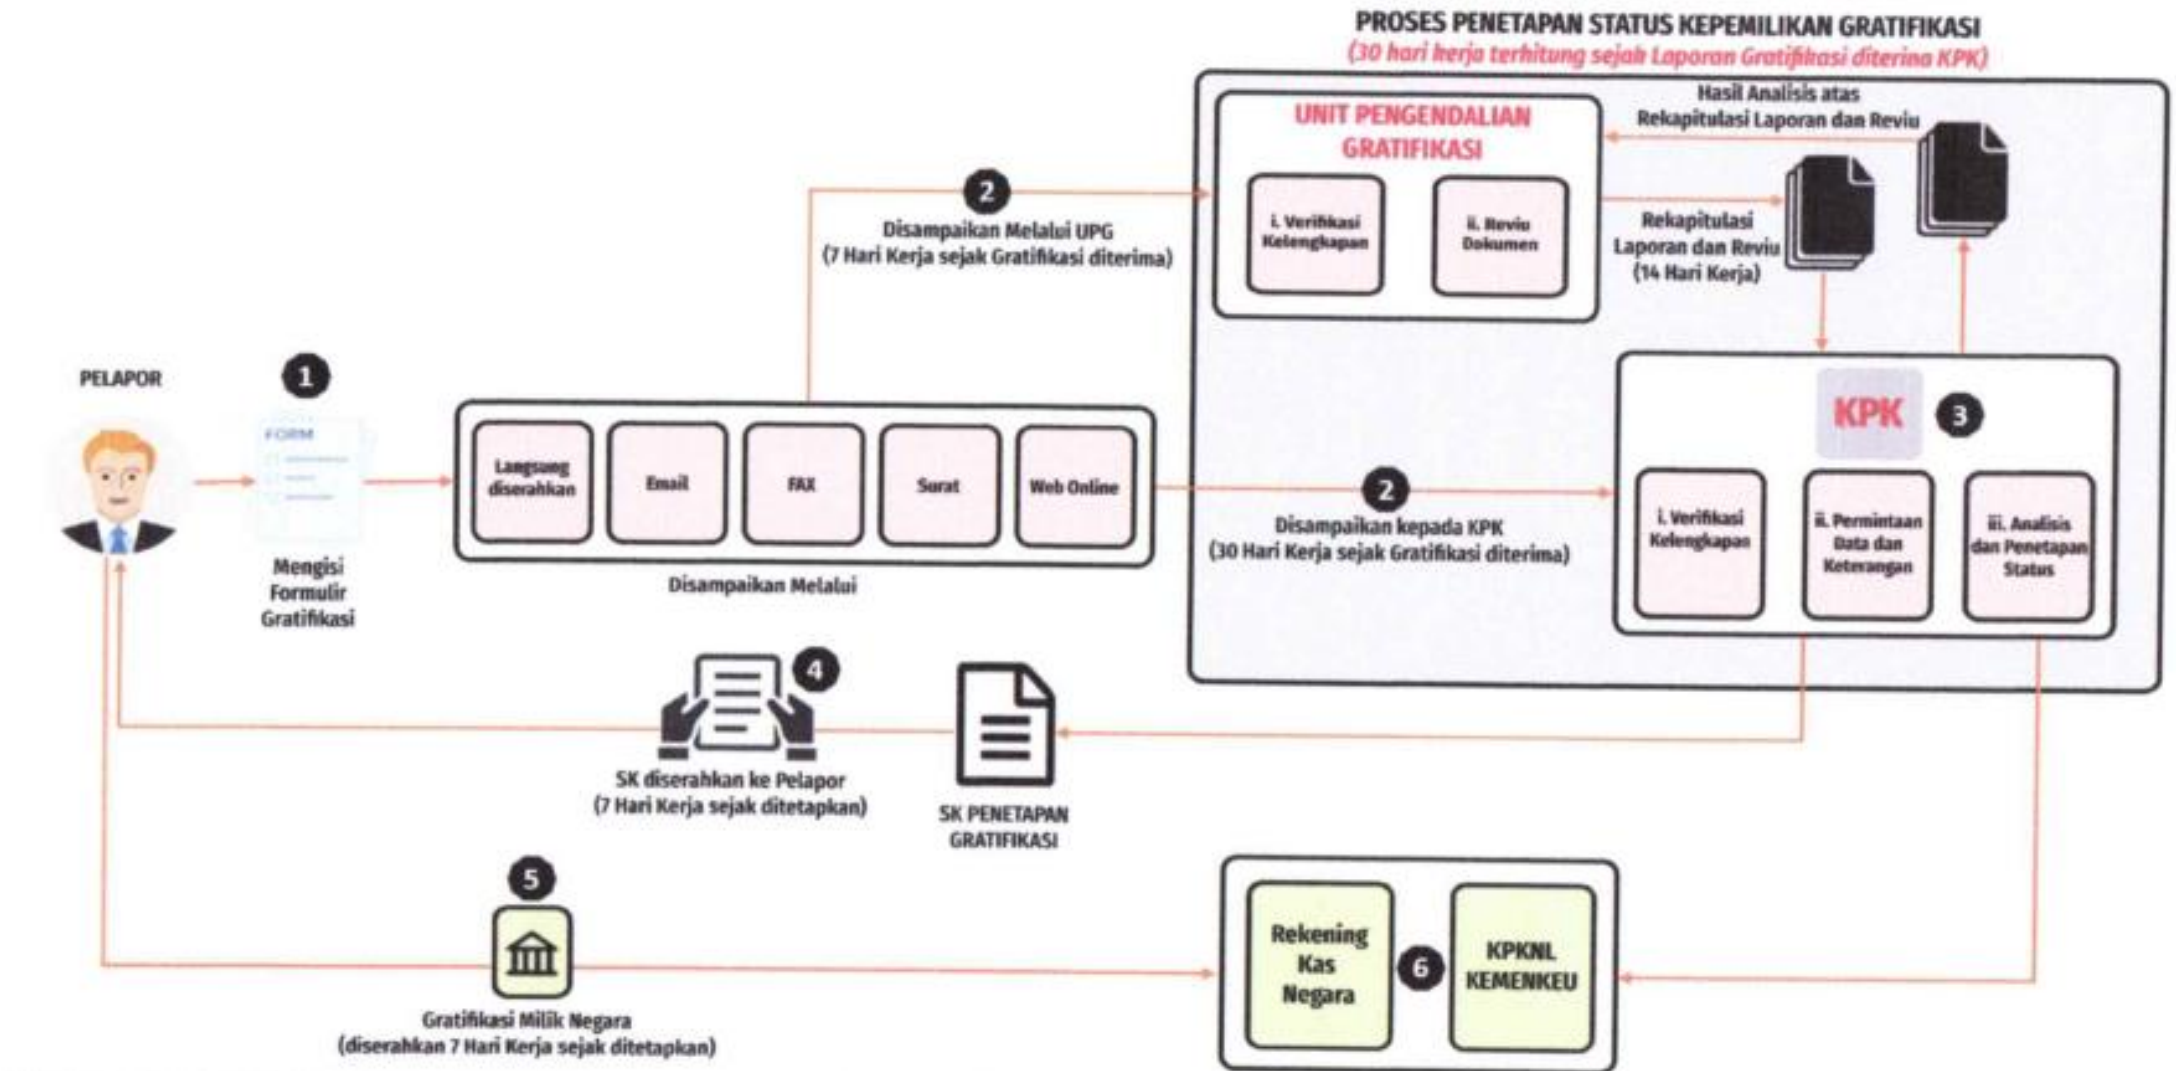 PROSES PENETAPAN STATUS KEPEMILIKAN GRATIFIKASI
(30 hari kerja terhitung sejak Laporan Gratifikasi diterina KPK)
UNIT PENGENDALIAN
GRATIFIKASI
i. Verifikasi
Kelengkapan
ii. Reviu
Dokumen
Hasil Analisis atas
Rekapitulasi Laporan dan Reviu
Rekapitulasi
Laporan dan Reviu
(14 Hari Kerja)
2
Disampaikan Melalui UPG
(7 Hari Kerja sejak Gratifikasi diterima)
PELAPOR
1
FORM
Mengisi
Formulir
Gratifikasi
Langsung
diserahkan
Email
FAX
Surat
Web Online
Disampaikan Melalui
2
Disampaikan kepada KPK
(30 Hari Kerja sejak Gratifikasi diterima)
KPK
3
i. Verifikasi
Kelengkapan
ii. Permintaan
Data dan
Keterangan
iii. Analisis
dan Penetapan
Status
4
SK diserahkan ke Pelapor
(7 Hari Kerja sejak ditetapkan)
SK PENETAPAN
GRATIFIKASI
5
Gratifikasi Milik Negara
(diserahkan 7 Hari Kerja sejak ditetapkan)
Rekening
Kas
Negara
6
KPKNL
KEMENKEU